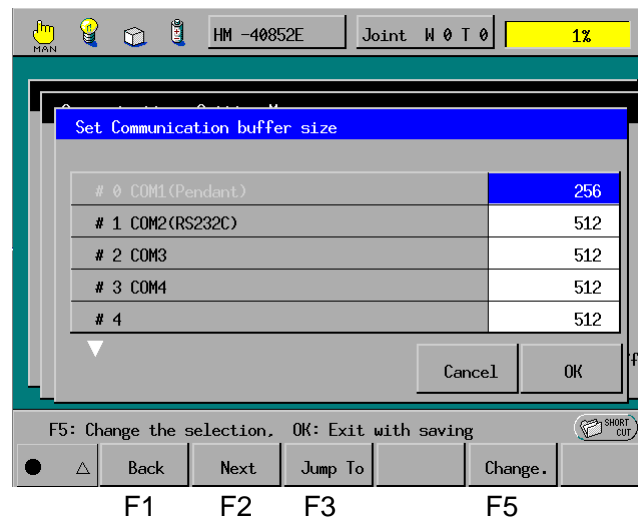 MAN
HM -40852E
Joint W 0 T 0
1%
Set Communication buffer size
# 0 COM1(Pendant) 256
# 1 COM2(RS232C) 512
# 2 COM3 512
# 3 COM4 512
# 4 512
Cancel OK
F5: Change the selection, OK: Exit with saving
SHORT
CUT
Back Next Jump To Change.
F1 F2 F3 F5